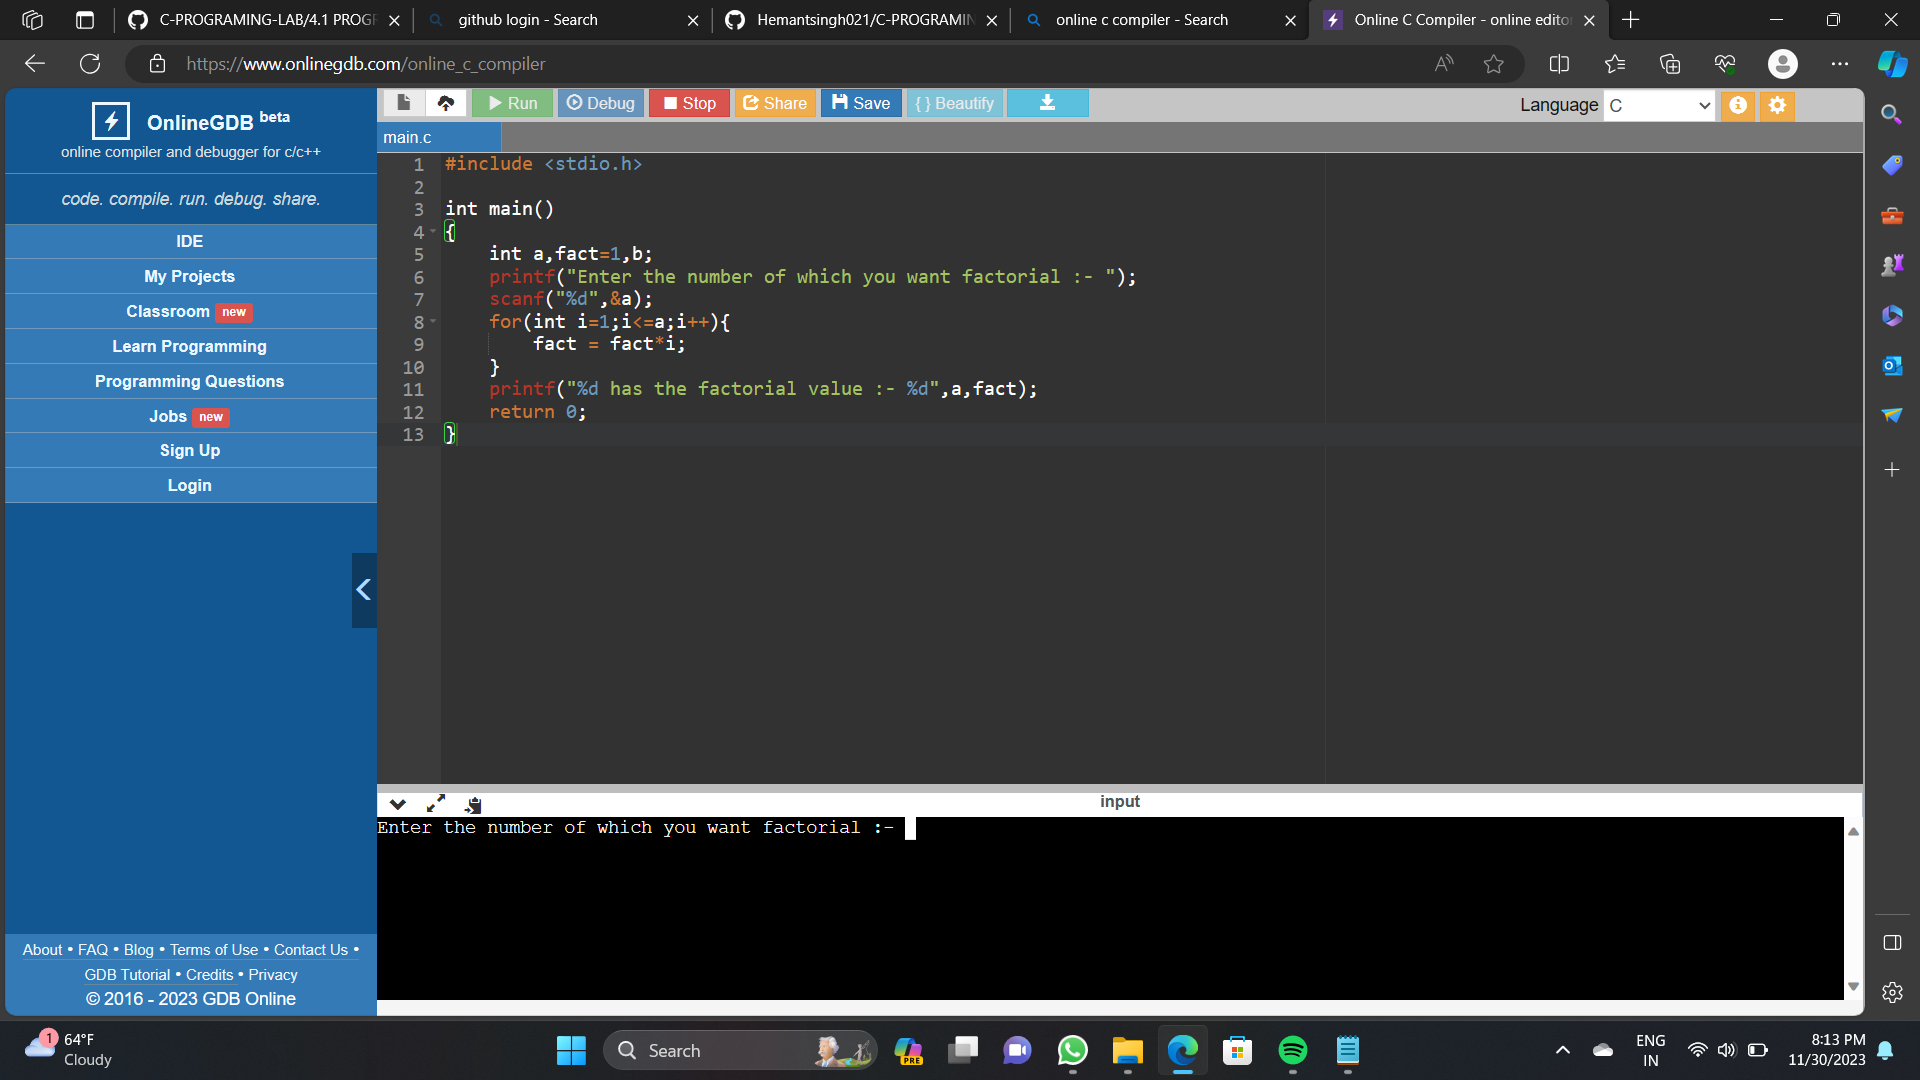 C-PROGRAMING-LAB/4.1 PROGR
github login - Search
Hemantsingh021/C-PROGRAMIN
online c compiler - Search
Online C Compiler - online editor
https://www.onlinegdb.com/online_c_compiler
OnlineGDB beta
online compiler and debugger for c/c++
code. compile. run. debug. share.
IDE
My Projects
Classroom new
Learn Programming
Programming Questions
Jobs new
Sign Up
Login
About • FAQ • Blog • Terms of Use • Contact Us •
GDB Tutorial • Credits • Privacy
© 2016 - 2023 GDB Online
Run Debug Stop Share Save { } Beautify
Language C
main.c
1 #include <stdio.h>
2
3 int main()
4 {
5 int a,fact=1,b;
6 printf("Enter the number of which you want factorial :- ");
7 scanf("%d",&a);
8 for(int i=1;i<=a;i++){
9 fact = fact*i;
10 }
11 printf("%d has the factorial value :- %d",a,fact);
12 return 0;
13 }
input
Enter the number of which you want factorial :-
1
64°F
Cloudy
Search
PRE
ENG
IN
8:13 PM
11/30/2023